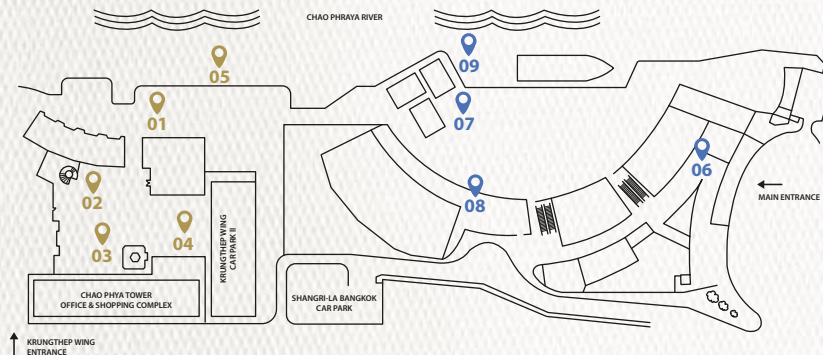 CHAO PHRAYA RIVER
05
09
01
07
06
02
08
MAIN ENTRANCE
03
04
KRUNGTHEP WING
CAR PARK II
CHAO PHYA TOWER
OFFICE & SHOPPING COMPLEX
SHANGRI-LA BANGKOK
CAR PARK
KRUNGTHEP WING
ENTRANCE